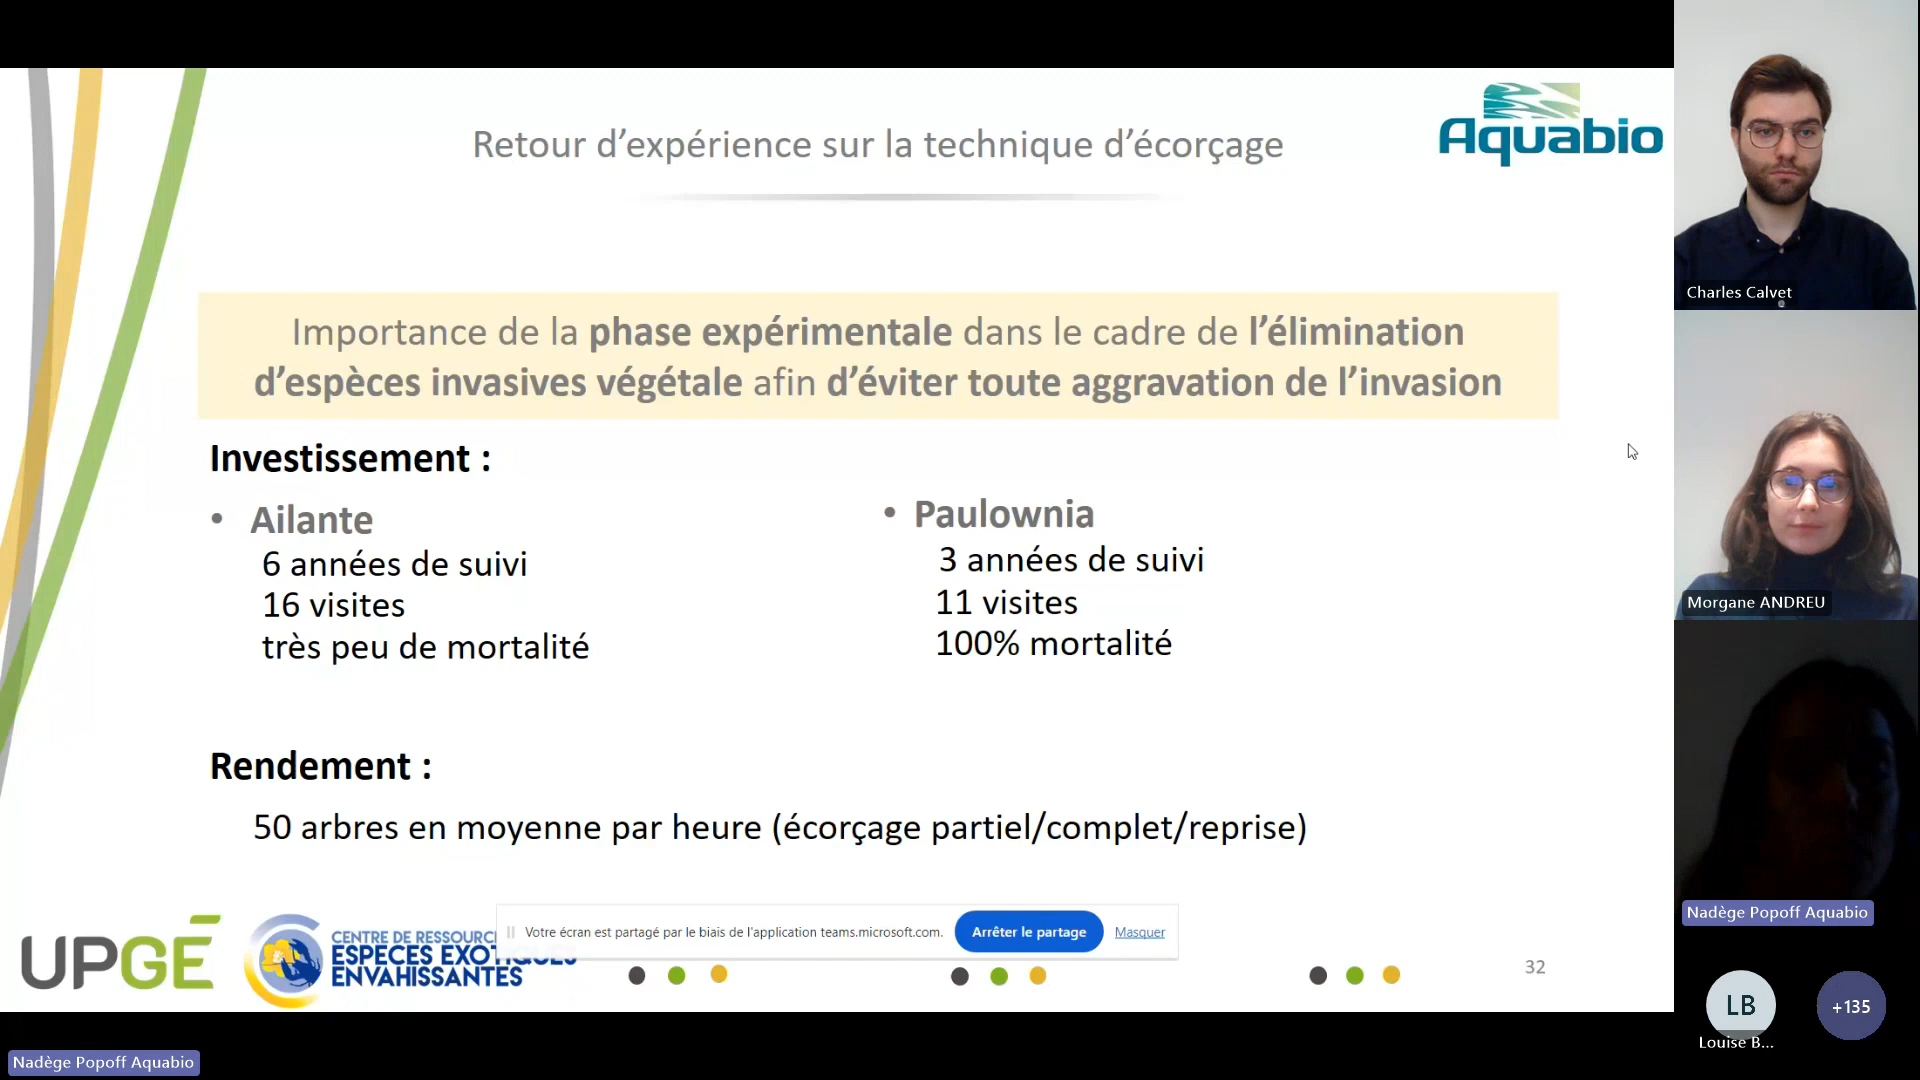 Retour d’expérience sur la technique d’écorçage
Aquabio
Importance de la phase expérimentale dans le cadre de l’élimination
d’espèces invasives végétale afin d’éviter toute aggravation de l’invasion
Investissement :
• Ailante
6 années de suivi
16 visites
très peu de mortalité
• Paulownia
3 années de suivi
11 visites
100% mortalité
Rendement :
50 arbres en moyenne par heure (écorçage partiel/complet/reprise)
UPGÉ
CENTRE DE RESSOURC
ESPÈCES EXOTIQUES
ENVAHISSANTES
Votre écran est partagé par le biais de l'application teams.microsoft.com.
Arrêter le partage
Masquer
32
Nadège Popoff Aquabio
Charles Calvet
Morgane ANDREU
Nadège Popoff Aquabio
LB
Louise B...
+135